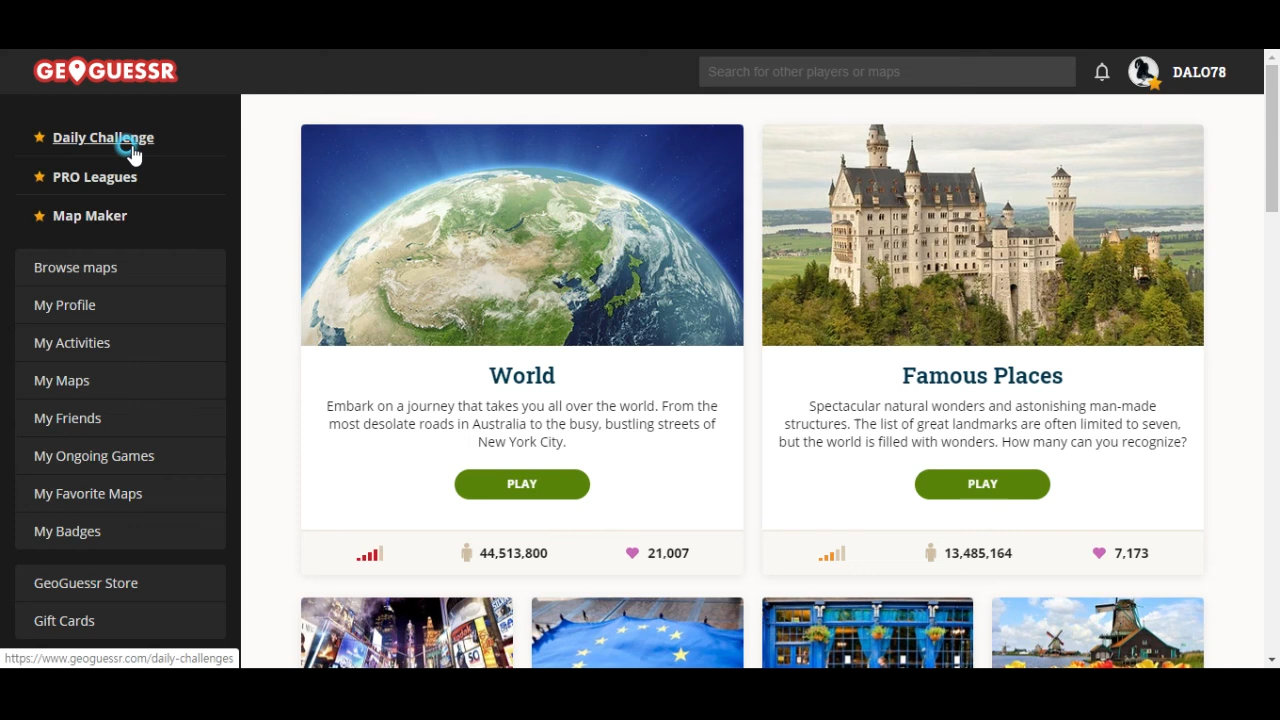 GEOGUESSR
Search for other players or maps
DALO78
Daily Challenge
PRO Leagues
Map Maker
Browse maps
My Profile
My Activities
My Maps
My Friends
My Ongoing Games
My Favorite Maps
My Badges
GeoGuessr Store
Gift Cards
https://www.geoguessr.com/daily-challenges
World
Embark on a journey that takes you all over the world. From the
most desolate roads in Australia to the busy, bustling streets of
New York City.
PLAY
44,513,800
21,007
Famous Places
Spectacular natural wonders and astonishing man-made
structures. The list of great landmarks are often limited to seven,
but the world is filled with wonders. How many can you recognize?
PLAY
13,485,164
7,173